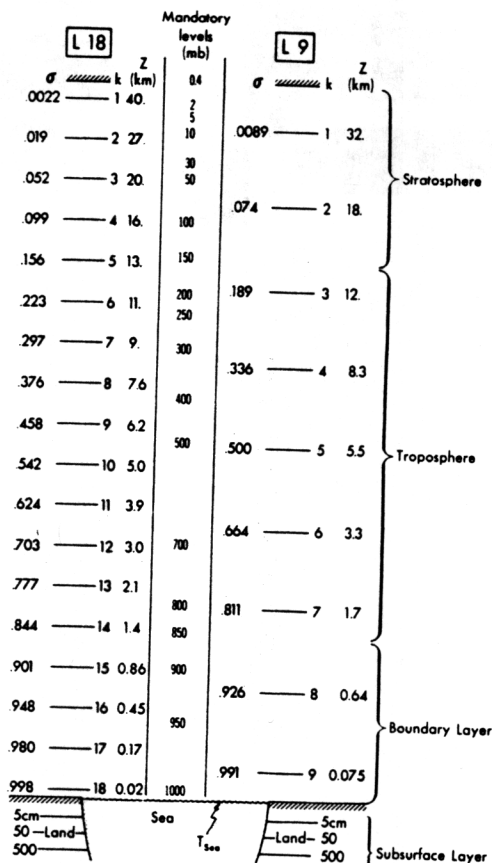 Mandatory
levels
(mb)
L 18
L 9
σ k Z (km)
0.4
σ k Z (km)
.0022 1 40.
2
5
.019 2 27.
10
.0089 1 32.
30
.052 3 20.
50
Stratosphere
.074 2 18.
.099 4 16.
100
.156 5 13.
150
.223 6 11.
200
.189 3 12.
250
.297 7 9.
300
.336 4 8.3
.376 8 7.6
400
.458 9 6.2
500
.500 5 5.5
Troposphere
.542 10 5.0
.624 11 3.9
.664 6 3.3
.703 12 3.0
700
.777 13 2.1
800
.811 7 1.7
.844 14 1.4
850
.901 15 0.86
900
.926 8 0.64
.948 16 0.45
950
Boundary Layer
.980 17 0.17
.991 9 0.075
.998 18 0.02
1000
5cm
Sea
5cm
50 Land
TSea
Land 50
500
500
Subsurface Layer